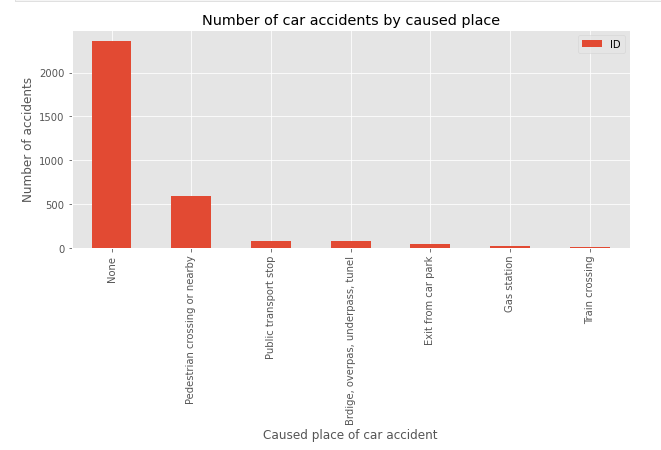 Number of car accidents by caused place
ID
Number of accidents
2000
1500
1000
500
0
None
Pedestrian crossing or nearby
Public transport stop
Brdige, overpas, underpass, tunel
Exit from car park
Gas station
Train crossing
Caused place of car accident